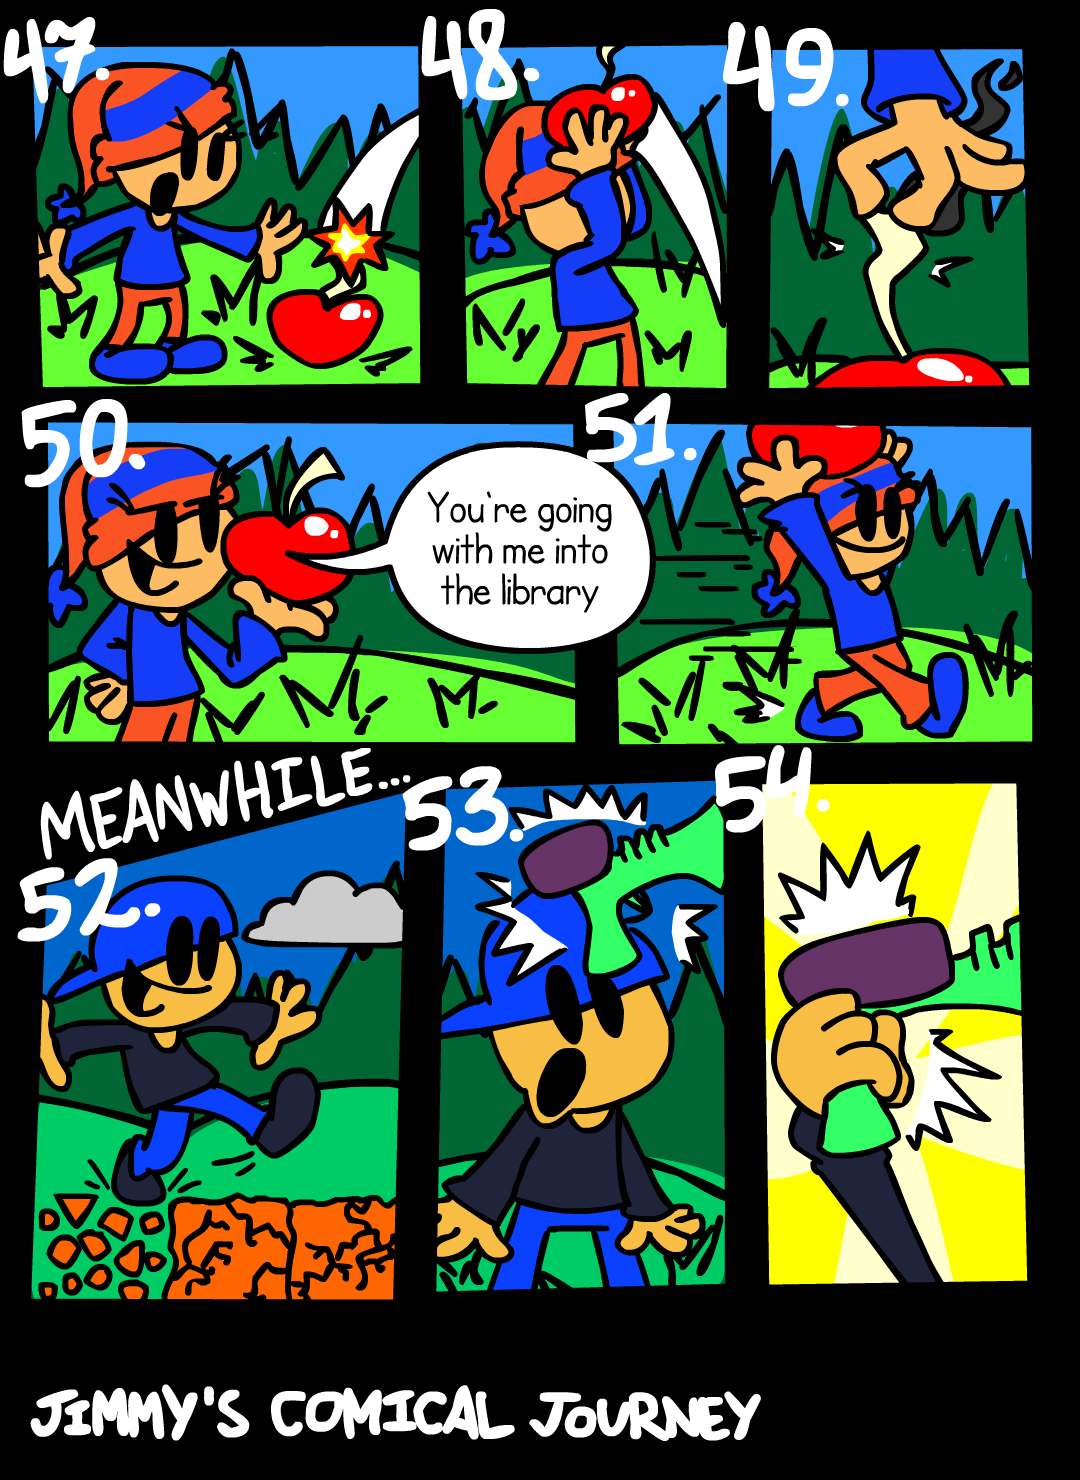 47.
48.
49.
50.
You're going
with me into
the library
51.
MEANWHILE...
52.
53.
54.
JIMMY'S COMICAL JOURNEY